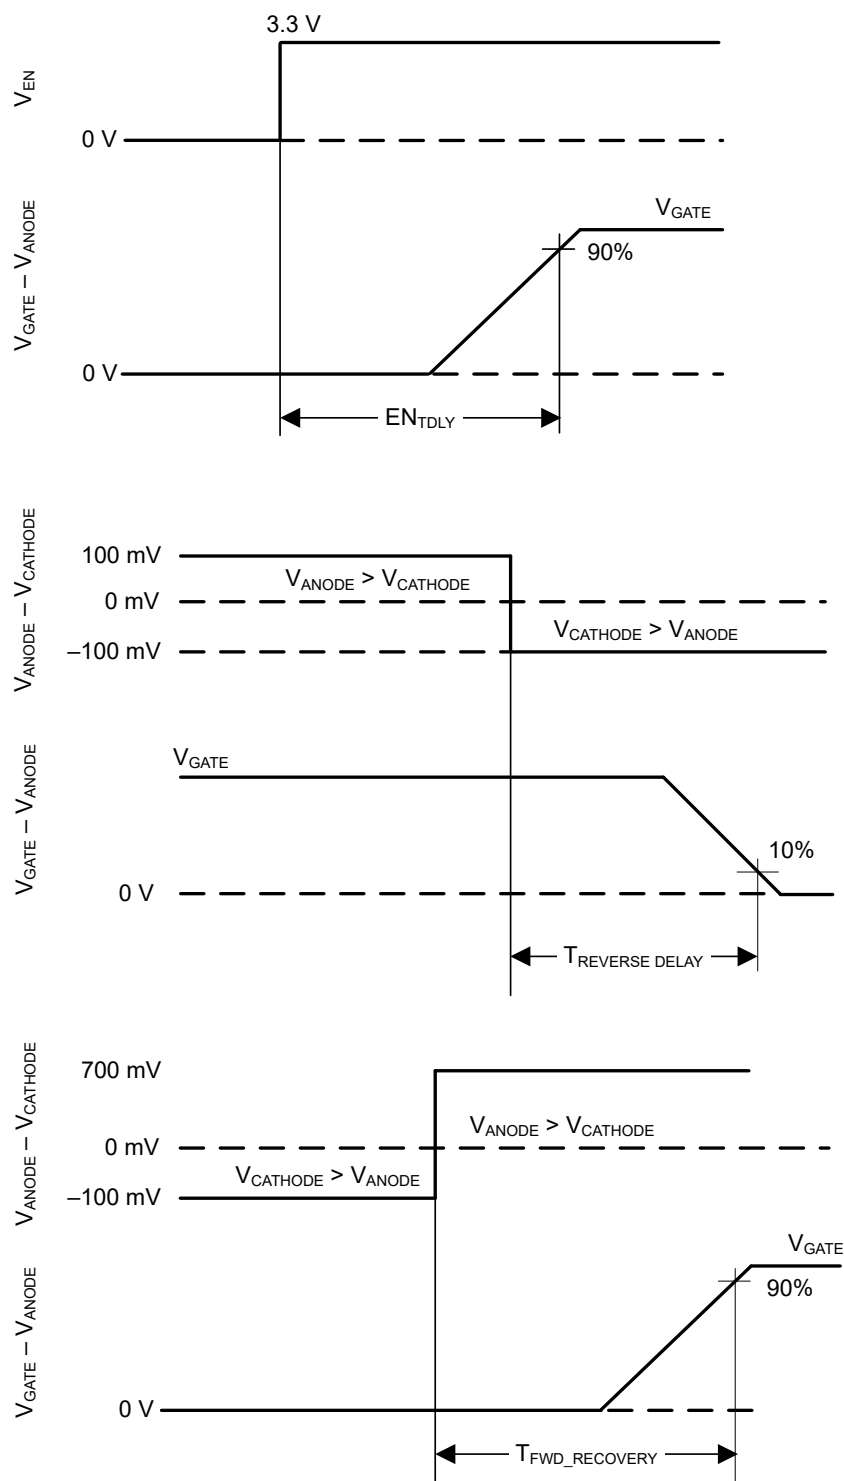 3.3 V
V_EN
0 V
V_GATE – V_ANODE
V_GATE
90%
0 V
EN_TDLY
V_ANODE – V_CATHODE
100 mV
V_ANODE > V_CATHODE
0 mV
V_CATHODE > V_ANODE
–100 mV
V_GATE – V_ANODE
V_GATE
10%
0 V
T_REVERSE DELAY
V_ANODE – V_CATHODE
700 mV
V_ANODE > V_CATHODE
0 mV
V_CATHODE > V_ANODE
–100 mV
V_GATE – V_ANODE
V_GATE
90%
0 V
T_FWD_RECOVERY